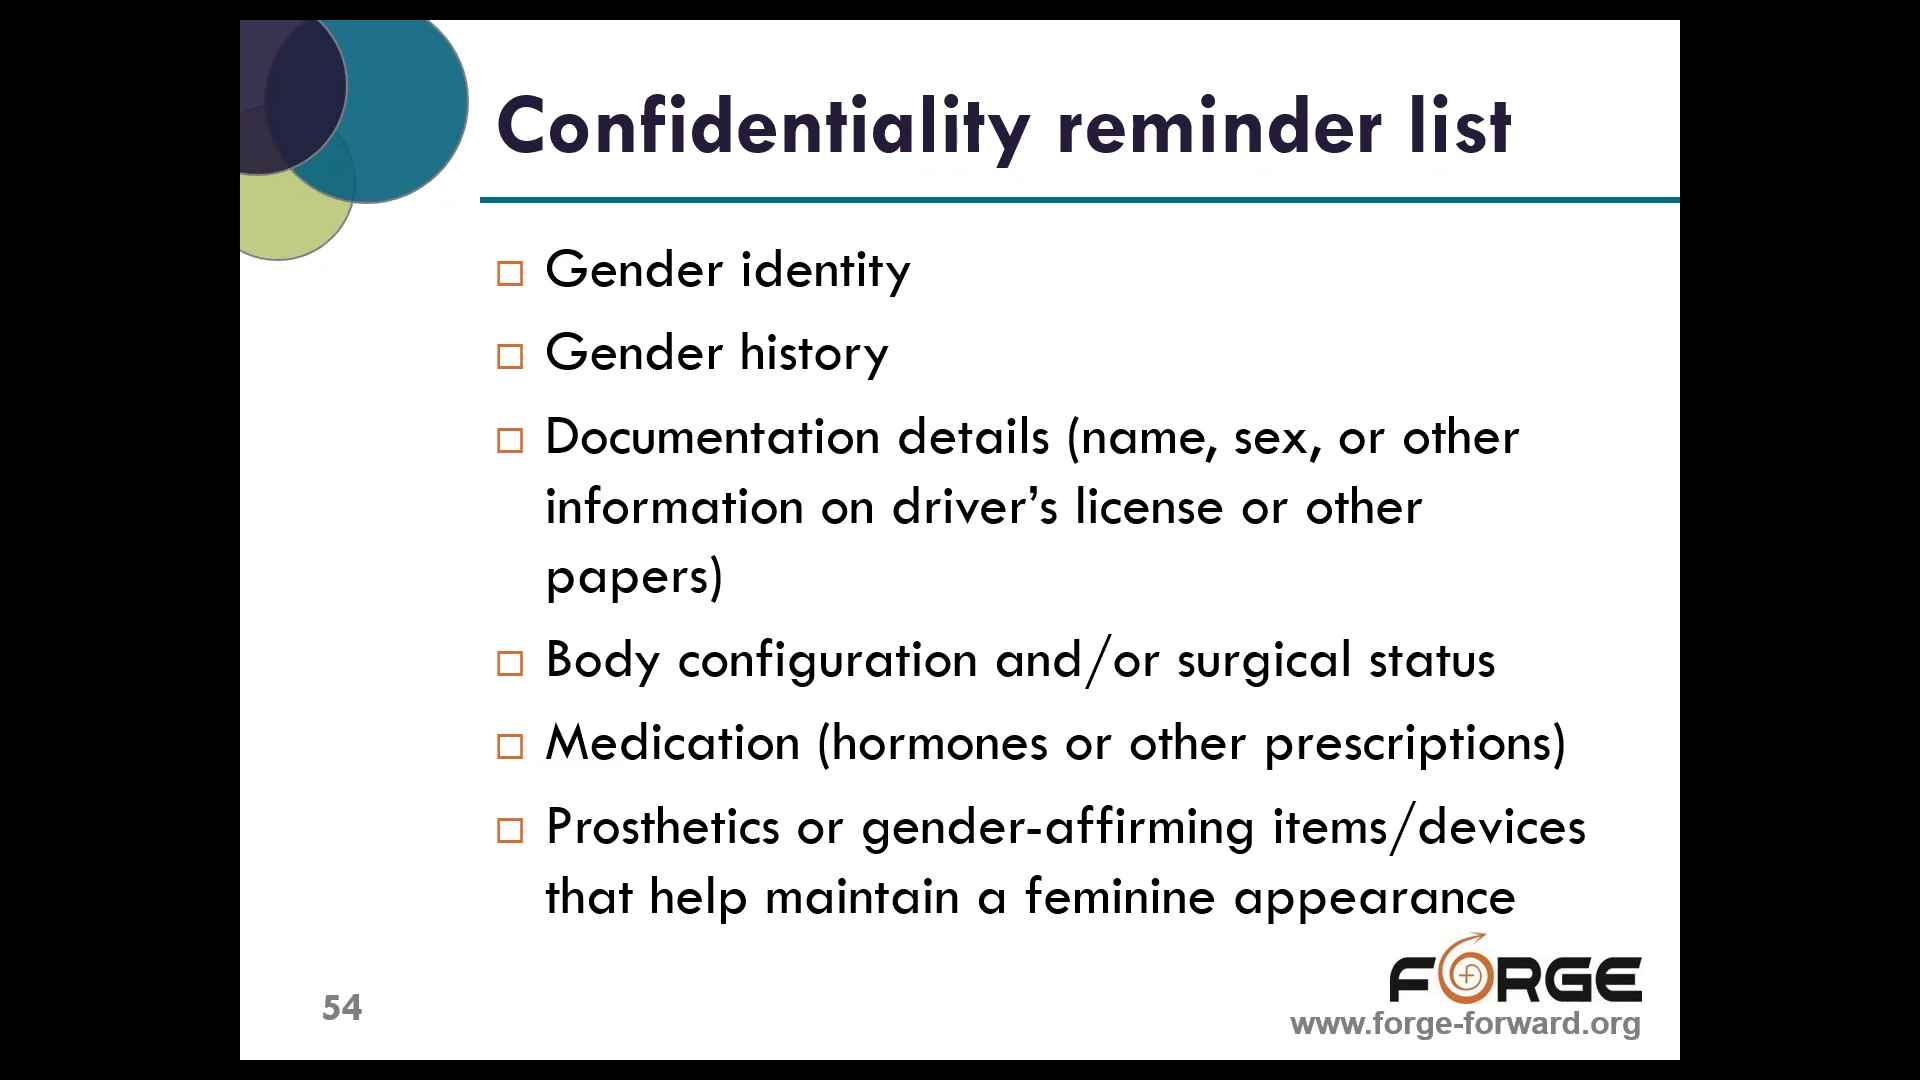 Confidentiality reminder list
Gender identity
Gender history
Documentation details (name, sex, or other
information on driver’s license or other
papers)
Body configuration and/or surgical status
Medication (hormones or other prescriptions)
Prosthetics or gender-affirming items/devices
that help maintain a feminine appearance
FORGE
54
www.forge-forward.org